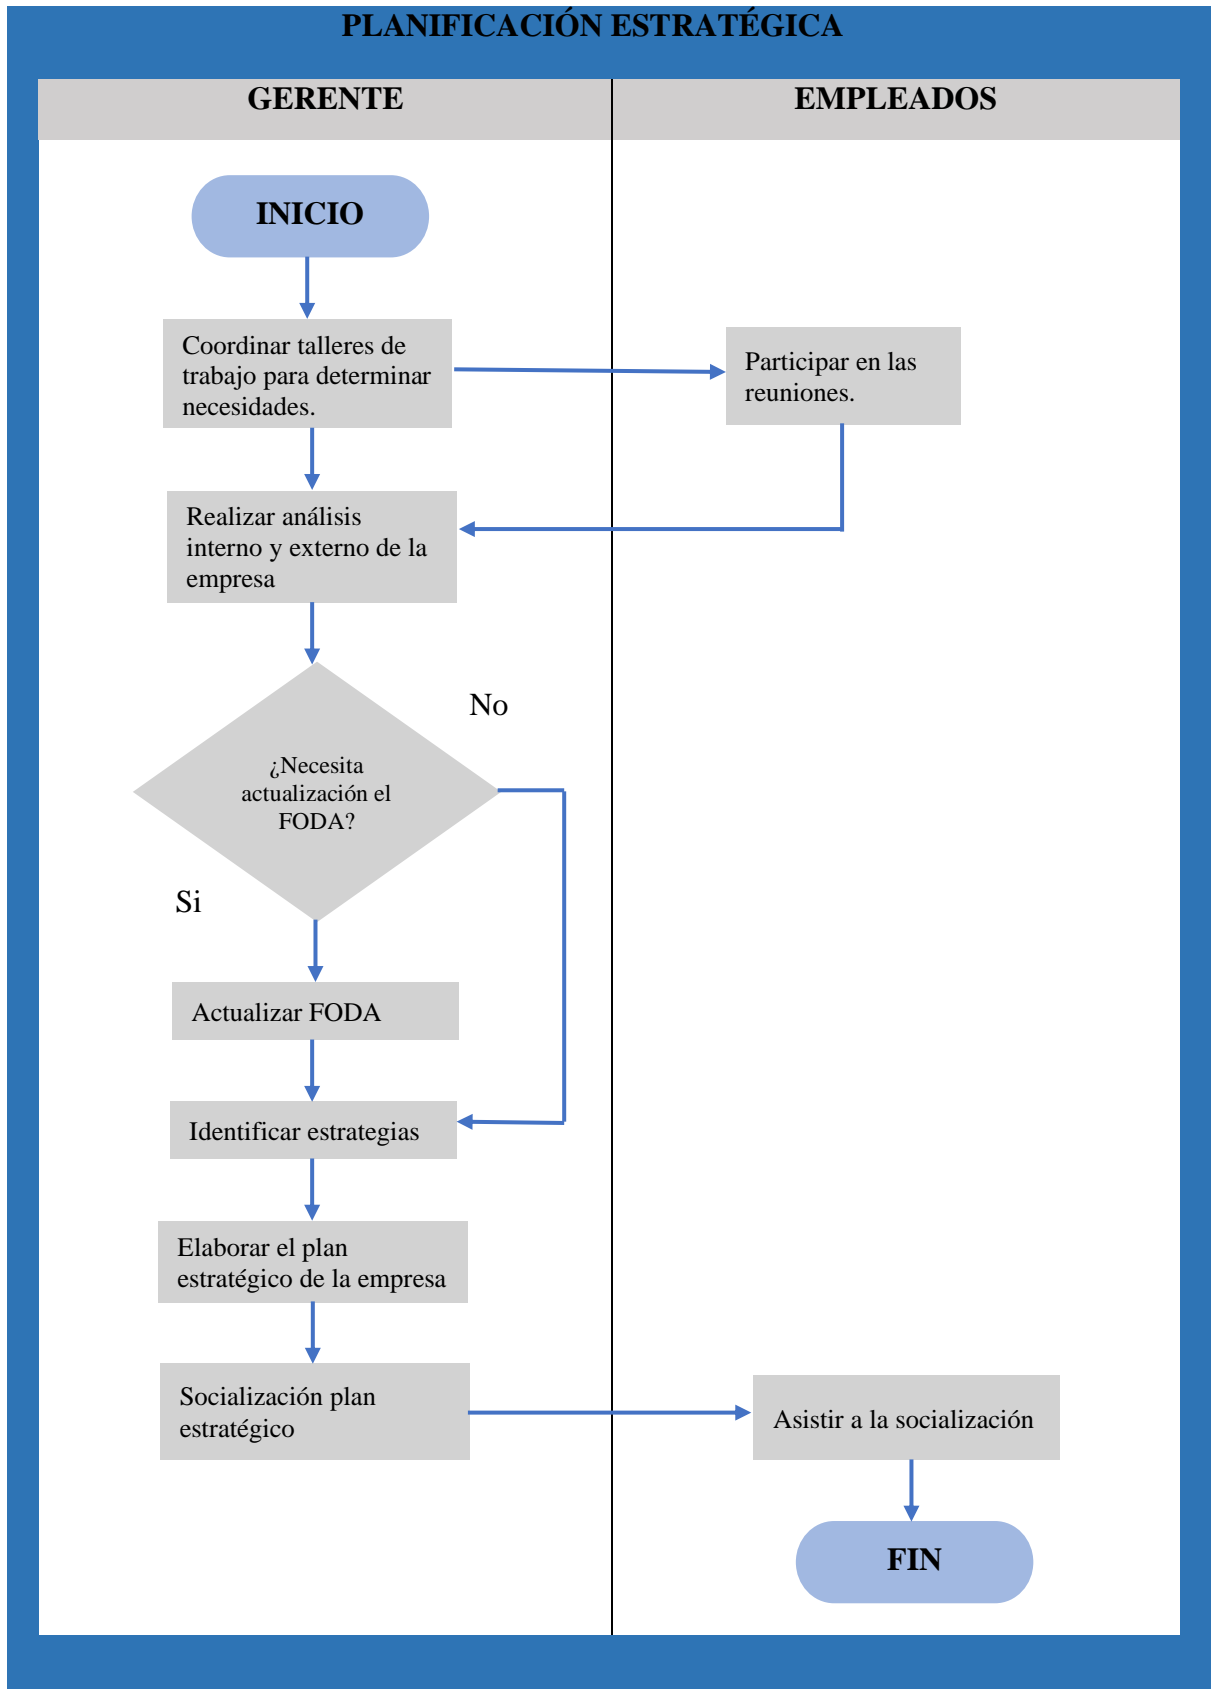 PLANIFICACIÓN ESTRATÉGICA
GERENTE
EMPLEADOS
INICIO
Coordinar talleres de
trabajo para determinar
necesidades.
Participar en las
reuniones.
Realizar análisis
interno y externo de la
empresa
No
¿Necesita
actualización el
FODA?
Si
Actualizar FODA
Identificar estrategias
Elaborar el plan
estratégico de la empresa
Socialización plan
estratégico
Asistir a la socialización
FIN